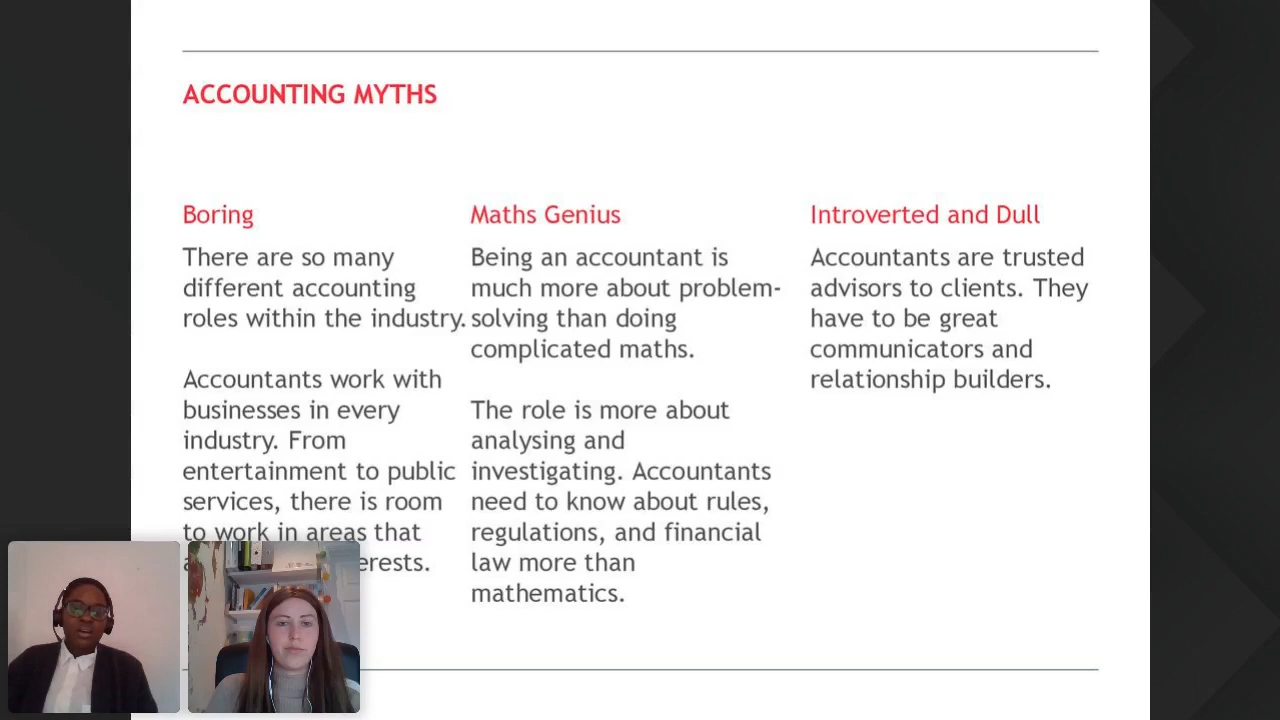 ACCOUNTING MYTHS
Boring
There are so many
different accounting
roles within the industry.
Accountants work with
businesses in every
industry. From
entertainment to public
services, there is room
to work in areas that
erests.
Maths Genius
Being an accountant is
much more about problem-
solving than doing
complicated maths.
The role is more about
analysing and
investigating. Accountants
need to know about rules,
regulations, and financial
law more than
mathematics.
Introverted and Dull
Accountants are trusted
advisors to clients. They
have to be great
communicators and
relationship builders.